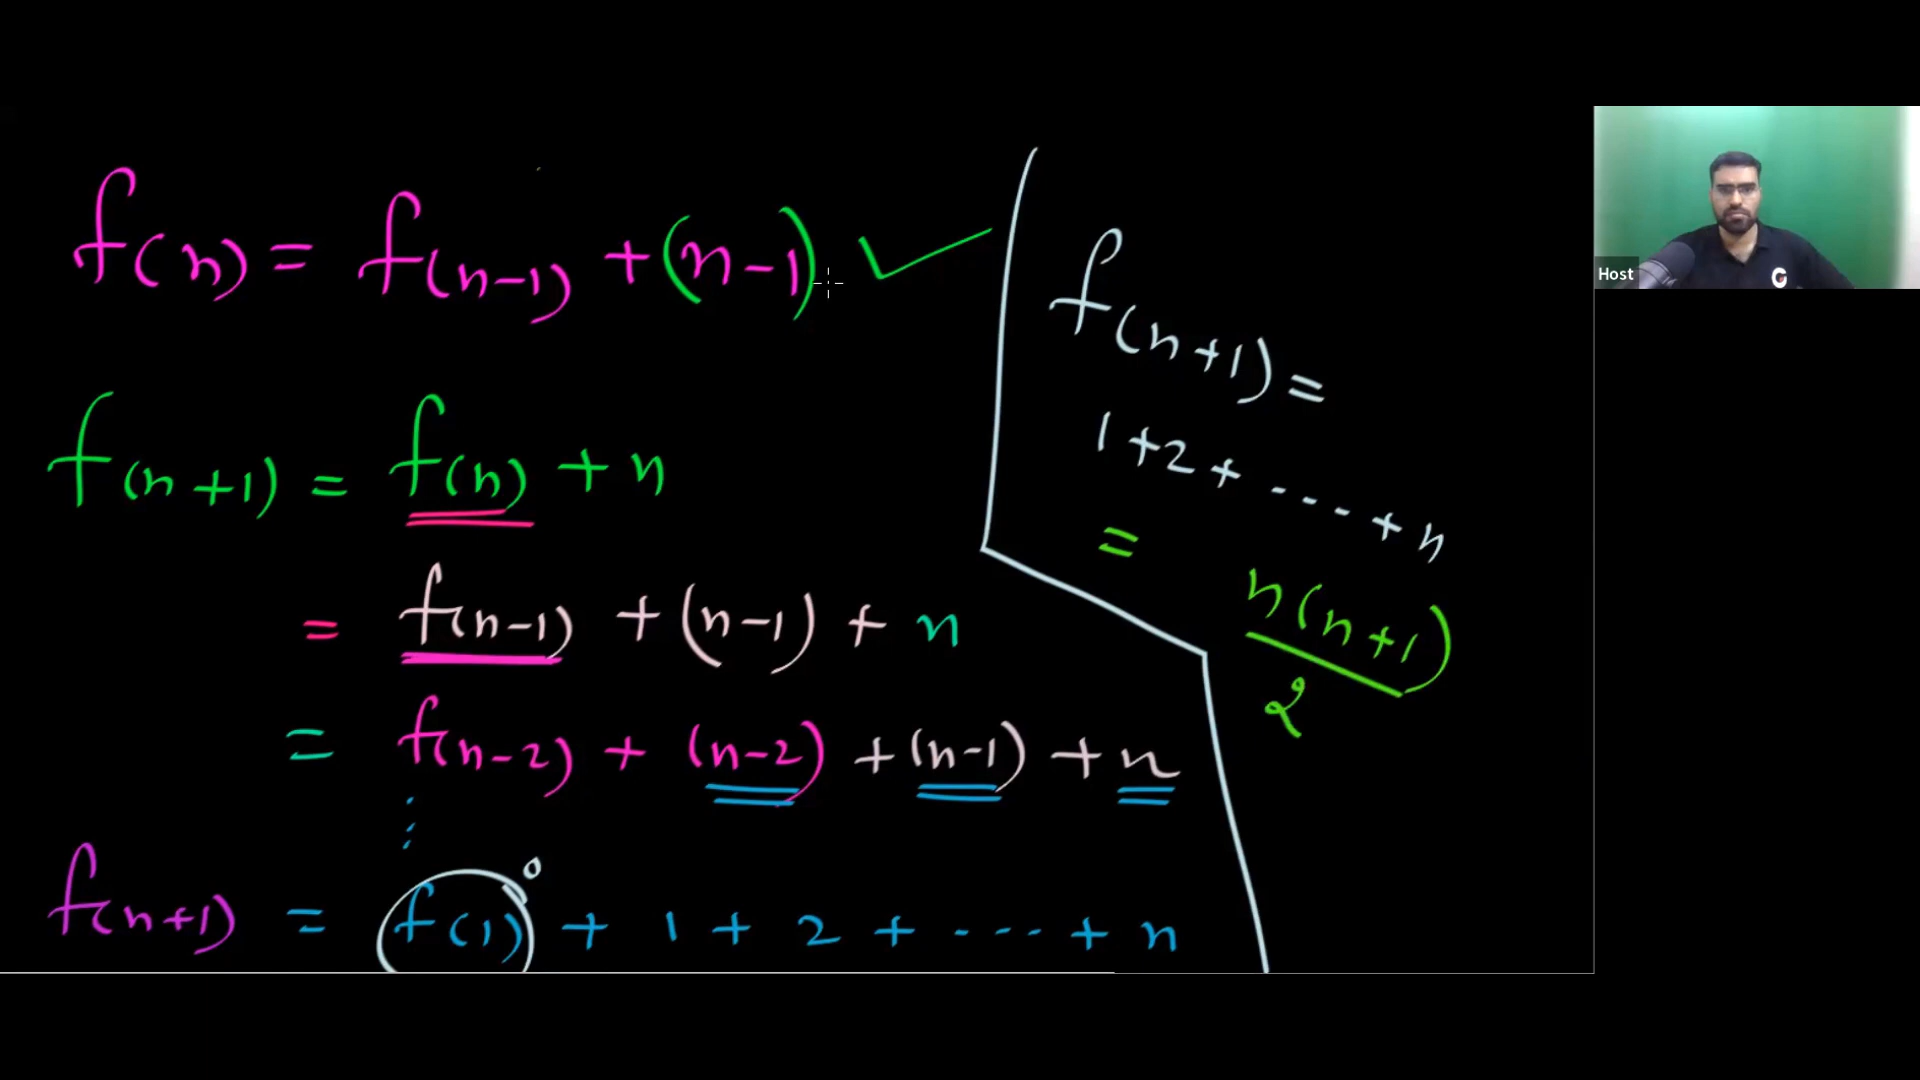 f(n) = f(n-1) + (n-1) ✓
f(n+1) = f(n) + n
= f(n-1) + (n-1) + n
= f(n-2) + (n-2) + (n-1) + n
⋮
f(n+1) = f(1) + 1 + 2 + ---- + n
0
f(n+1) =
1 + 2 + ---- + n
=
n(n+1)
2
Host
G